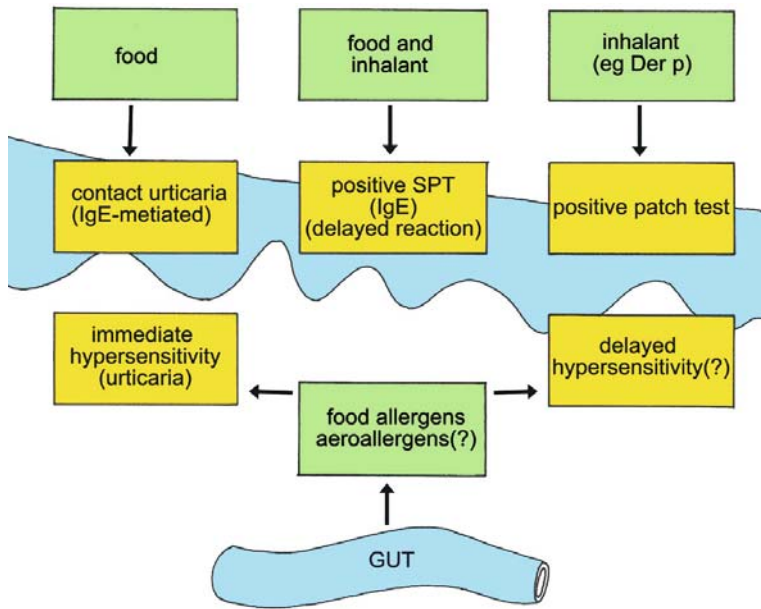 food
food and
inhalant
inhalant
(eg Der p)
contact urticaria
(IgE-metiated)
positive SPT
(IgE)
(delayed reaction)
positive patch test
immediate
hypersensitivity
(urticaria)
delayed
hypersensitivity(?)
food allergens
aeroallergens(?)
GUT